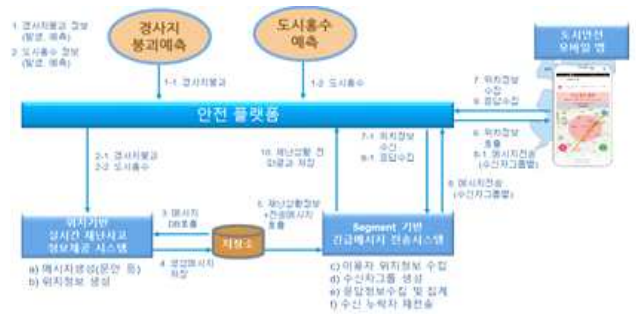 1. 경사지붕괴 정보
(발생, 예측)
2. 도시홍수 정보
(발생, 예측)
경사지
붕괴예측
도시홍수
예측
도시안전
모바일 앱
1-1. 경사지붕괴
1-2. 도시홍수
7. 위치정보
수집
9. 응답수집
안전 플랫폼
2-1. 경사지붕괴
2-2. 도시홍수
10. 재난상황 전
저장
7-1. 위치정보
수신
9-1. 응답수집
6. 위치정보
호출
8-1. 메시지전송
(수신자그룹별)
8. 메시지전송
(수신자그룹별)
위치기반
실시간 재난사고
정보제공 시스템
3. 메시지
DB호출
저장소
4. 생성메시지
저장
5. 재난상황정보
+전송메시지
호출
Segment 기반
긴급메시지 전송시스템
a) 메시지생성(문안 등)
b) 위치정보 생성
c) 이용자 위치정보 수집
d) 수신자그룹 생성
e) 응답정보수집 및 집계
f) 수신 누락자 재전송